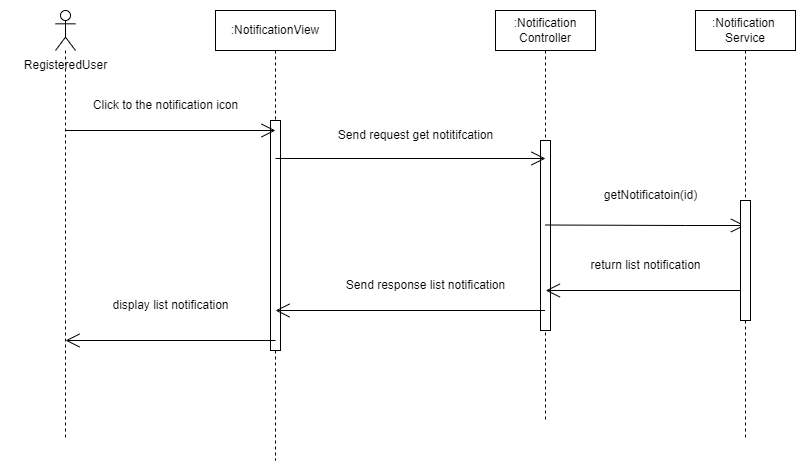 :NotificationView
:Notification
Controller
:Notification
Service
RegisteredUser
Click to the notification icon
Send request get notitifcation
getNotificatoin(id)
return list notification
Send response list notification
display list notification